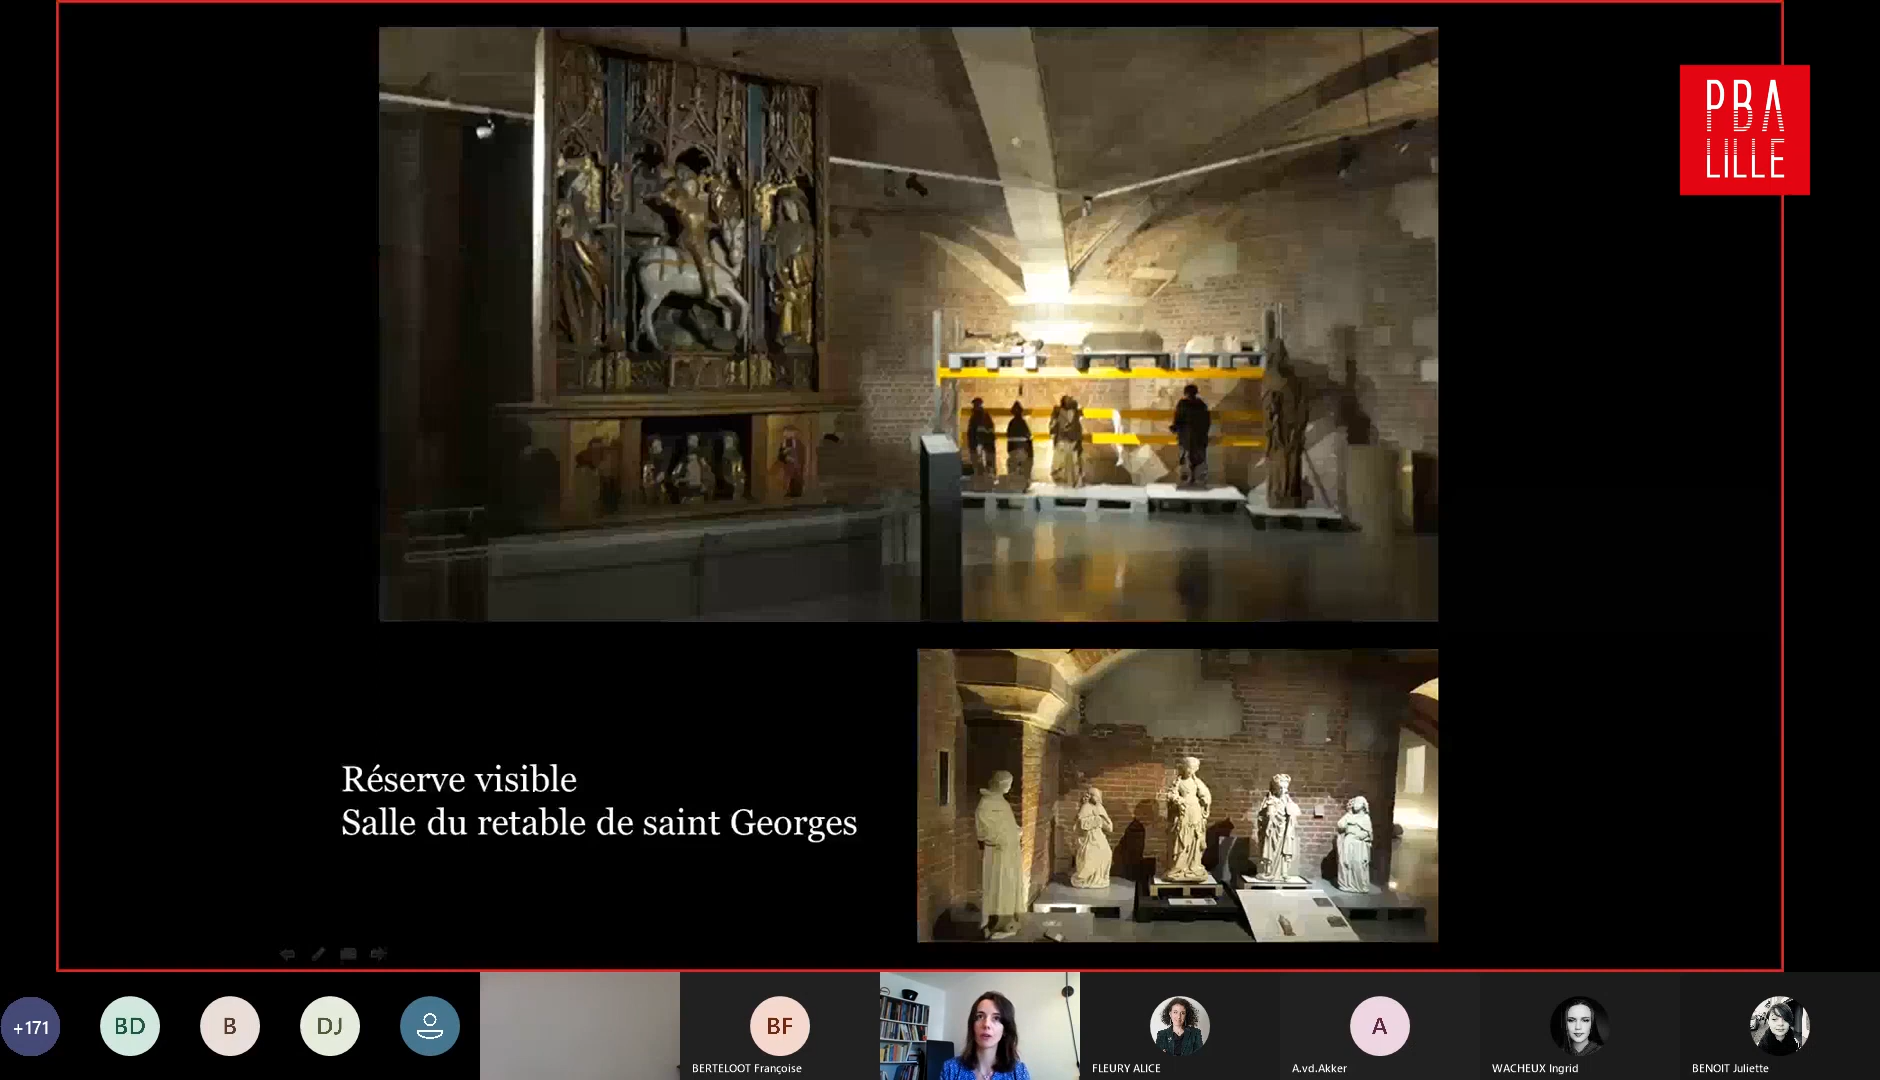 PBA
LILLE
Réserve visible
Salle du retable de saint Georges
+171
BD
B
DJ
BF
BERTELOOT Françoise
FLEURY ALICE
A
A.vd.Akker
WACHEUX Ingrid
BENOIT Juliette